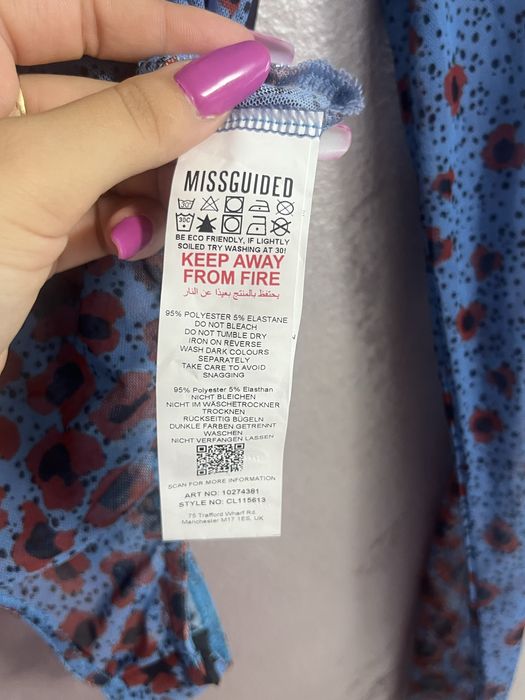 MISSGUIDED
30°
30C
BE ECO FRIENDLY, IF LIGHTLY
SOILED TRY WASHING AT 30!
KEEP AWAY
FROM FIRE
يحتفظ بالمنتج بعيدًا عن النار
95% POLYESTER 5% ELASTANE
DO NOT BLEACH
DO NOT TUMBLE DRY
IRON ON REVERSE
WASH DARK COLOURS
SEPARATELY
TAKE CARE TO AVOID
SNAGGING
95% Polyester 5% Elasthan
NICHT BLEICHEN
NICHT IM WÄSCHETROCKNER
TROCKNEN
RÜCKSEITIG BÜGELN
DUNKLE FARBEN GETRENNT
WASCHEN
NICHT VERFANGEN LASSEN
SCAN FOR MORE INFORMATION
ART NO: 10274381
STYLE NO: CL115613
75 Trafford Wharf Rd.
Manchester M17 1ES, UK